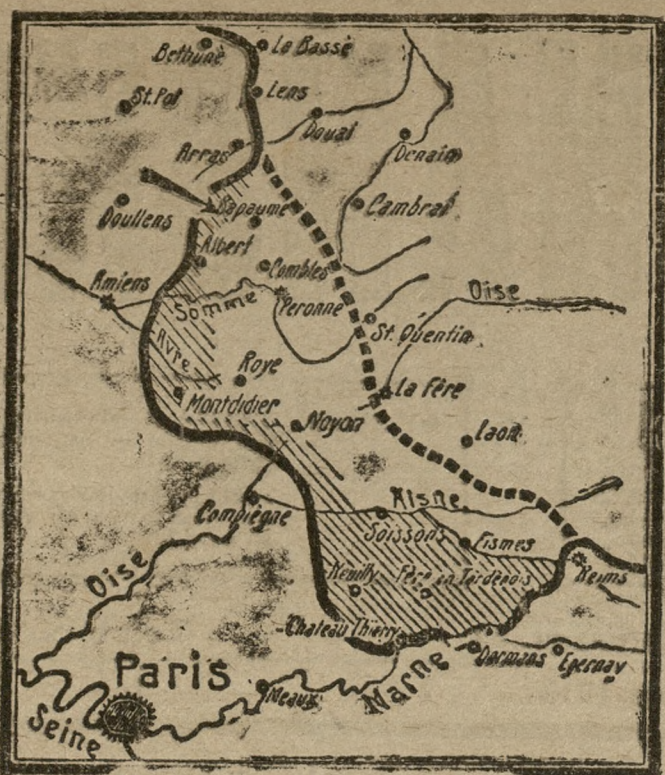 Bethune
La Bassè
Lens
St. Pol
Douai
Arras
Denain
Bapaume
Cambrai
Doullens
Albert
Combles
Amiens
Somme
Peronne
Oise
St. Quentin
Avre
Roye
Montdidier
La Fère
Noyon
Laon
Aisne
Compiègne
Soissons
Fismes
Oise
Neuilly
Fère en Tardenois
Reims
Chateau Thierry
Paris
Marne
Dormans
Epernay
Meaux
Seine